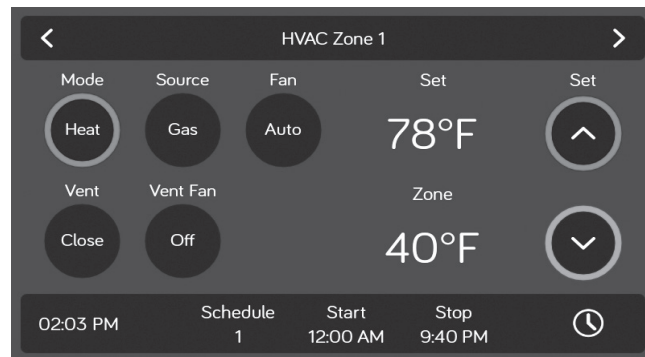 HVAC Zone 1
Mode Source Fan Set Set
Heat Gas Auto 78°F
Vent Vent Fan Zone
Close Off 40°F
Schedule Start Stop
02:03 PM
1 12:00 AM 9:40 PM